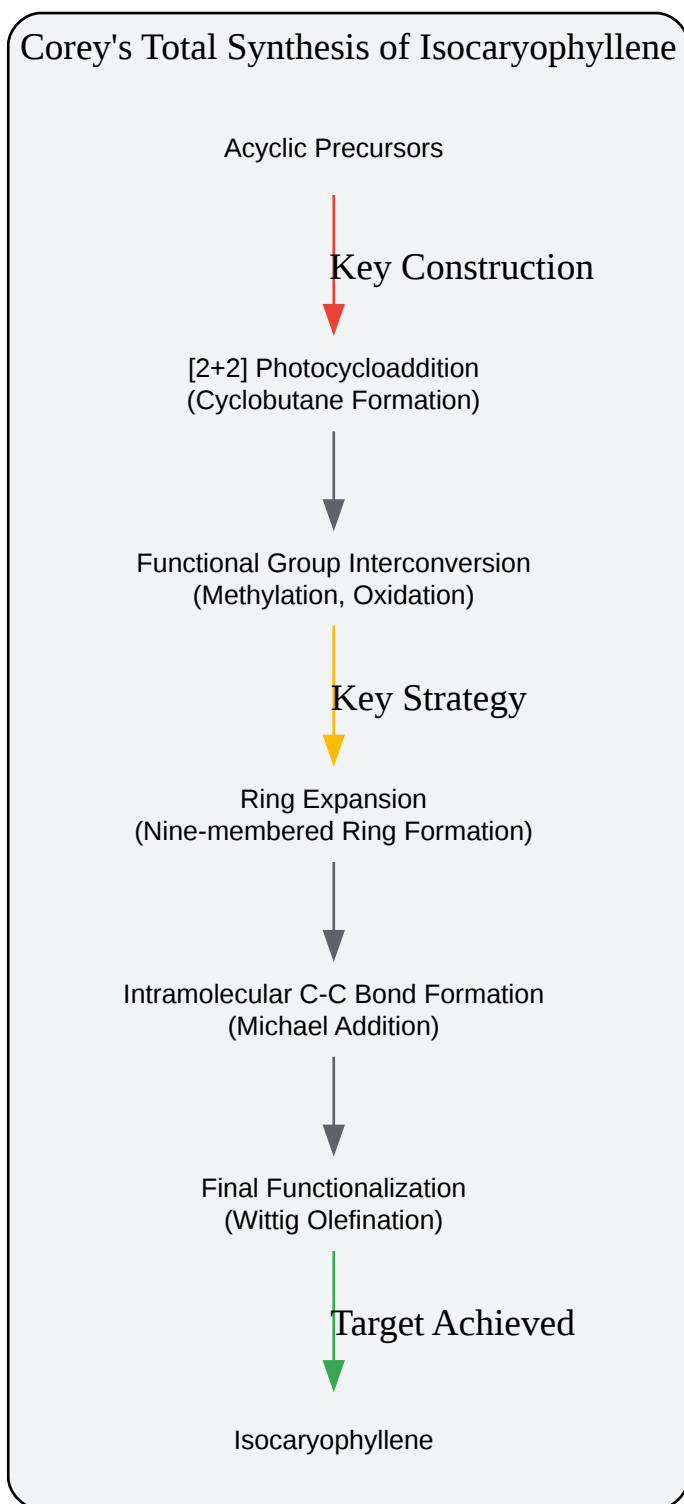 Corey's Total Synthesis of Isocaryophyllene
Acyclic Precursors
Key Construction
[2+2] Photocycloaddition
(Cyclobutane Formation)
Functional Group Interconversion
(Methylation, Oxidation)
Key Strategy
Ring Expansion
(Nine-membered Ring Formation)
Intramolecular C-C Bond Formation
(Michael Addition)
Final Functionalization
(Wittig Olefination)
Target Achieved
Isocaryophyllene